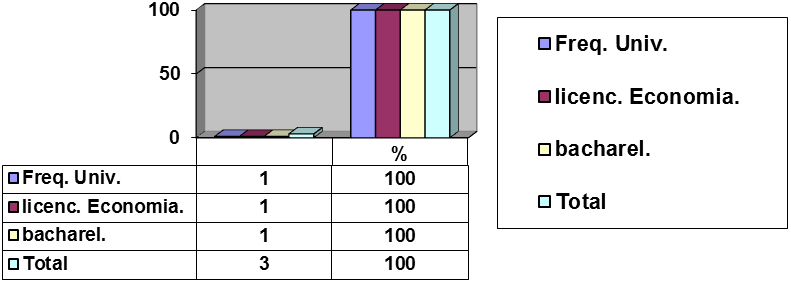 100
50
0
%
Freq. Univ. 1 100
licenc. Economia. 1 100
bacharel. 1 100
Total 3 100
Freq. Univ.
licenc. Economia.
bacharel.
Total